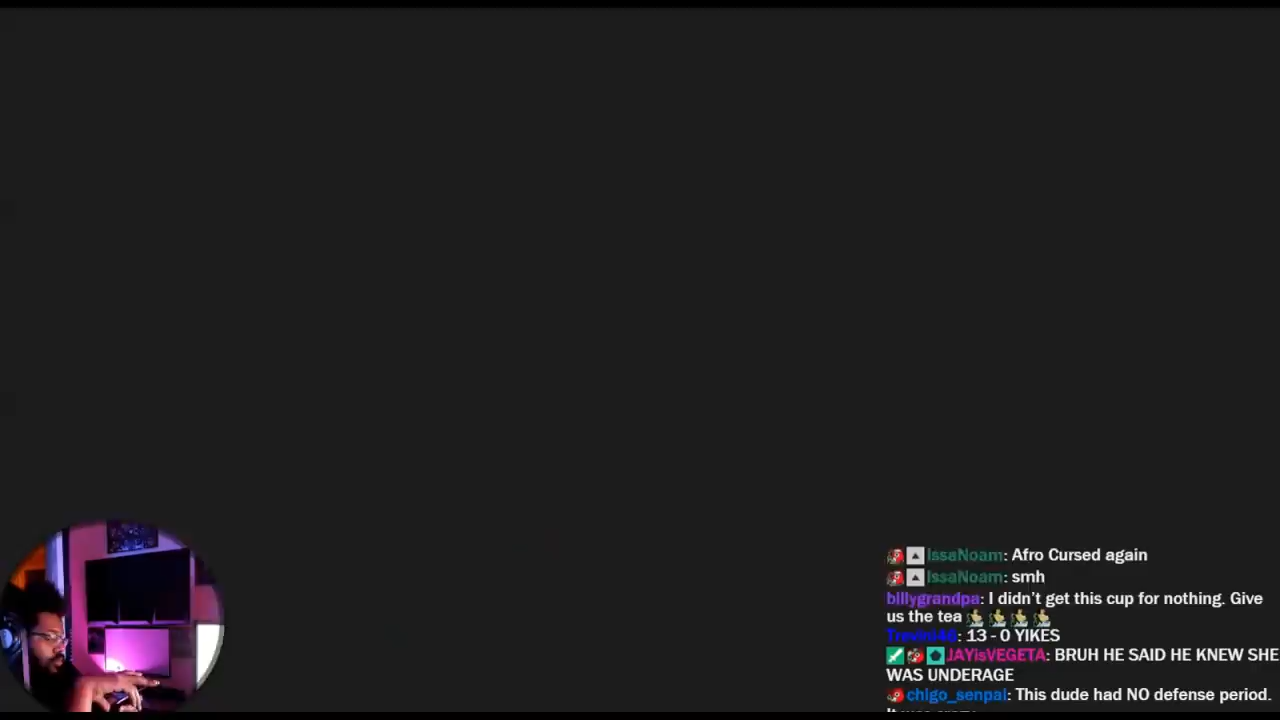 IssaNoam: Afro Cursed again
IssaNoam: smh
billygrandpa: I didn't get this cup for nothing. Give
us the tea
13 - 0 YIKES
JAYisVEGETA: BRUH HE SAID HE KNEW SHE
WAS UNDERAGE
chigo_senpai: This dude had NO defense period.